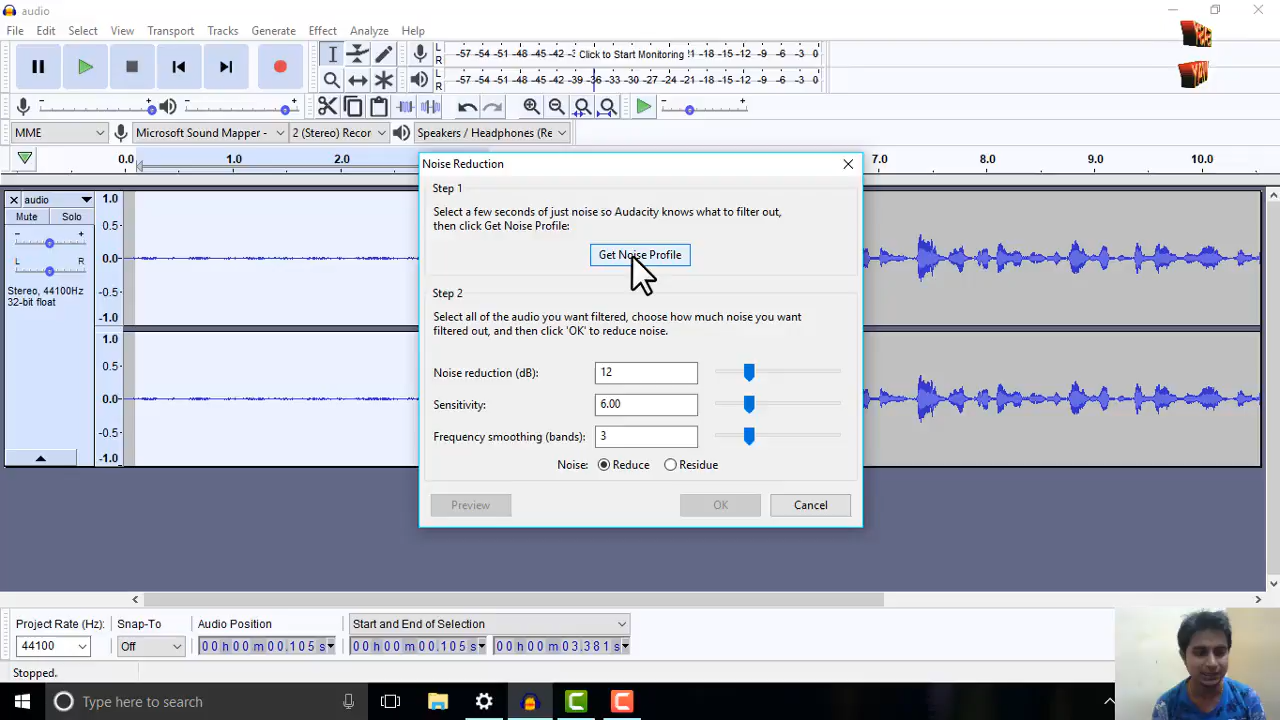 audio
File Edit Select View Transport Tracks Generate Effect Analyze Help
L R -57 -54 -51 -48 -45 -42 - Click to Start Monitoring !1 -18 -15 -12 -9 -6 -3 0
L R -57 -54 -51 -48 -45 -42 -39 -36 -33 -30 -27 -24 -21 -18 -15 -12 -9 -6 -3 0
- + - +
- +
MME Microsoft Sound Mapper - 2 (Stereo) Recor Speakers / Headphones (Re
0.0 1.0 2.0 7.0 8.0 9.0 10.0
Noise Reduction
Step 1
Select a few seconds of just noise so Audacity knows what to filter out,
then click Get Noise Profile:
Get Noise Profile
Step 2
Select all of the audio you want filtered, choose how much noise you want
filtered out, and then click 'OK' to reduce noise.
Noise reduction (dB): 12
Sensitivity: 6.00
Frequency smoothing (bands): 3
Noise: Reduce Residue
Preview OK Cancel
audio
Mute Solo
- +
L R
Stereo, 44100Hz
32-bit float
1.0
0.5
0.0
-0.5
-1.0
1.0
0.5
0.0
-0.5
-1.0
Project Rate (Hz): Snap-To Audio Position Start and End of Selection
44100 Off 00 h 00 m 00.105 s 00 h 00 m 00.105 s 00 h 00 m 03.381 s
Stopped.
Type here to search